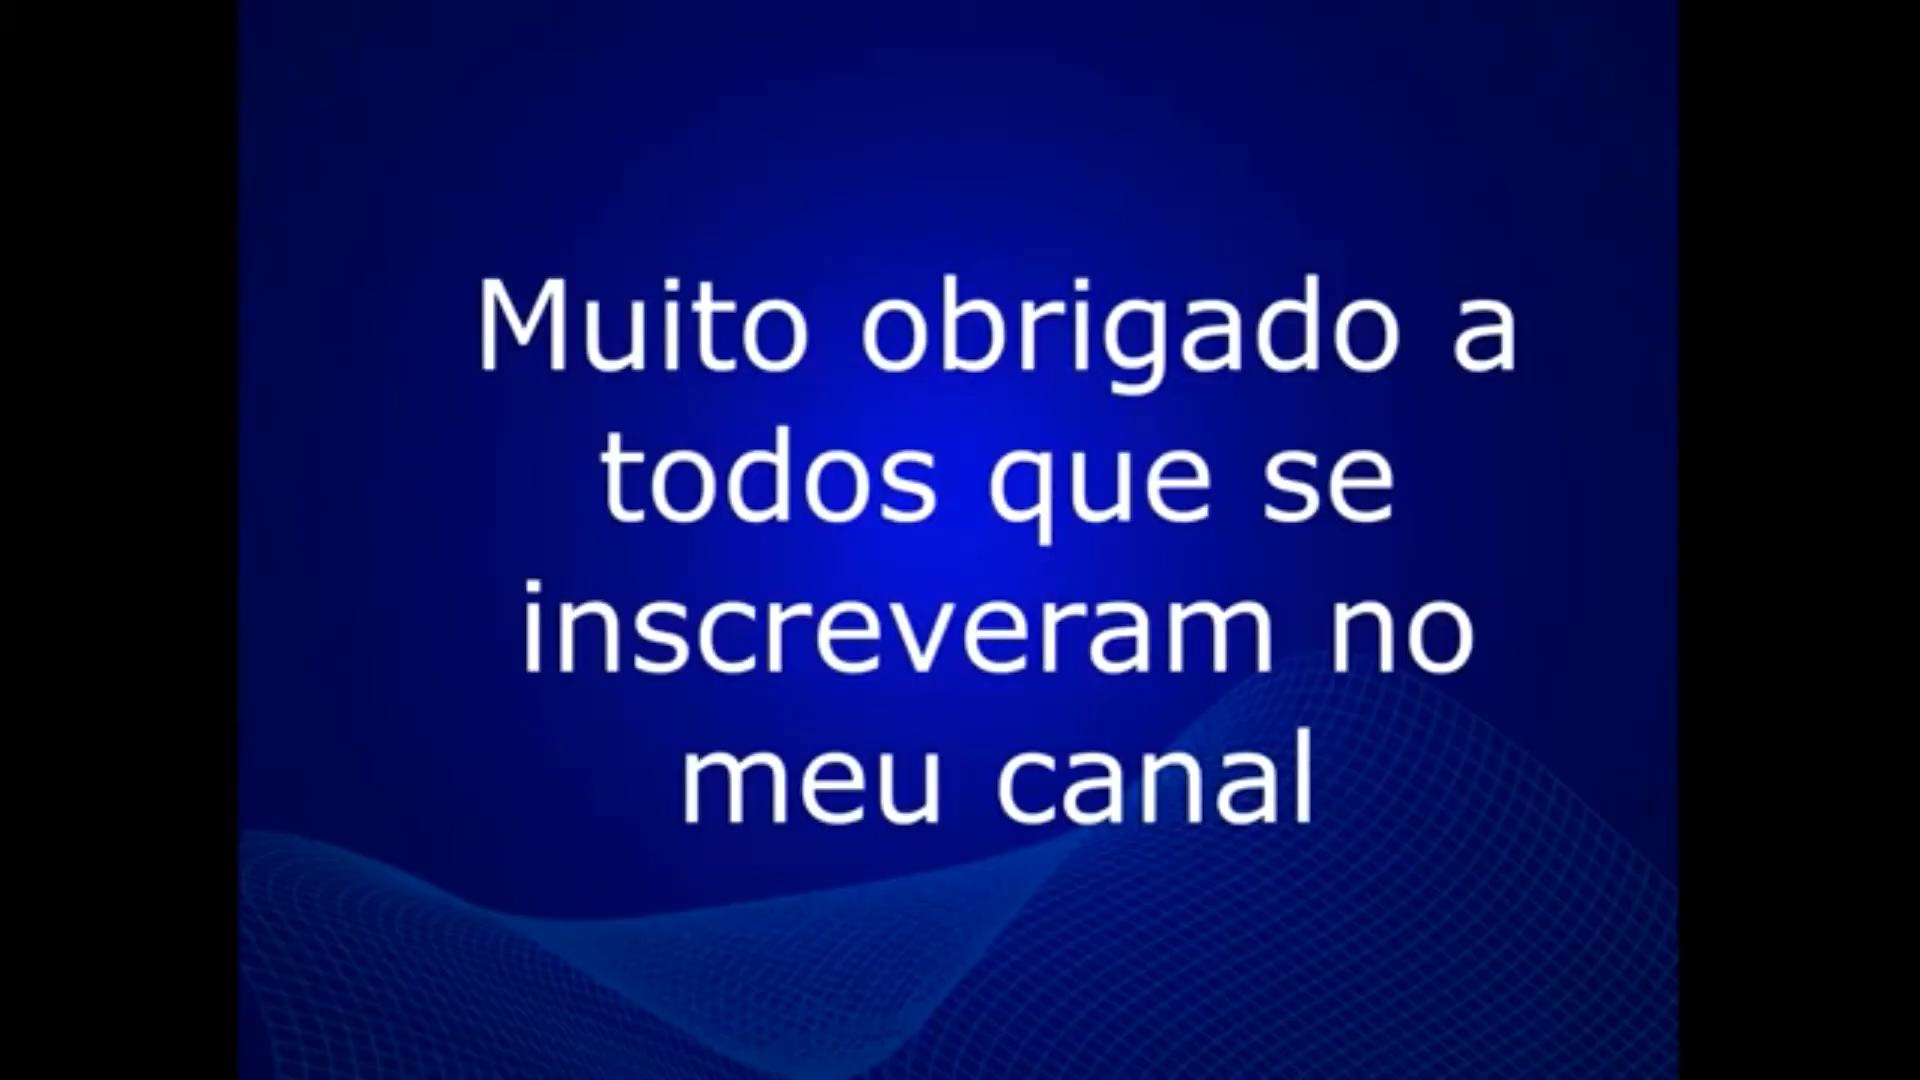 Muito obrigado a
todos que se
inscreveram no
meu canal